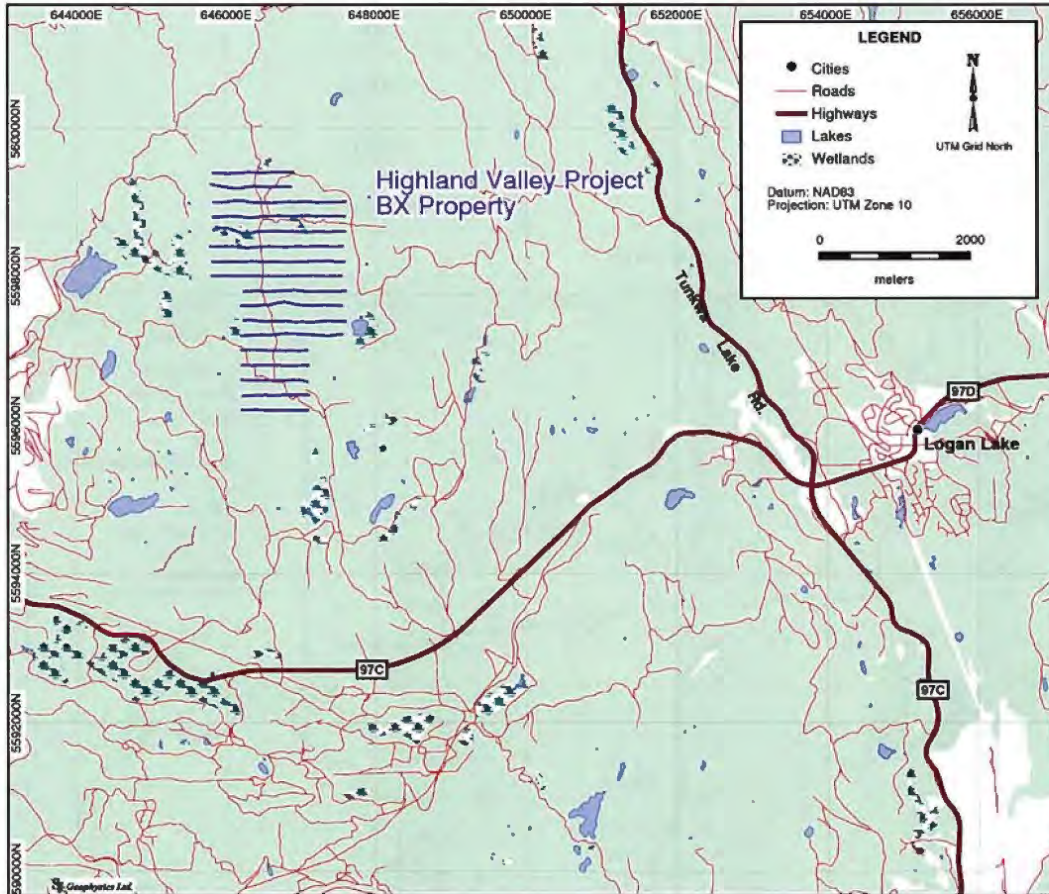 644000E 646000E 648000E 650000E 652000E 654000E 656000E
5600000N
5598000N
5596000N
5594000N
5592000N
5590000N
LEGEND
Cities
Roads
Highways
Lakes
Wetlands
N
UTM Grid North
Datum: NAD83
Projection: UTM Zone 10
0 2000
meters
Highland Valley Project
BX Property
Tunkwa Lake Rd.
97D
Logan Lake
97C
97C
Geophysics Ltd.